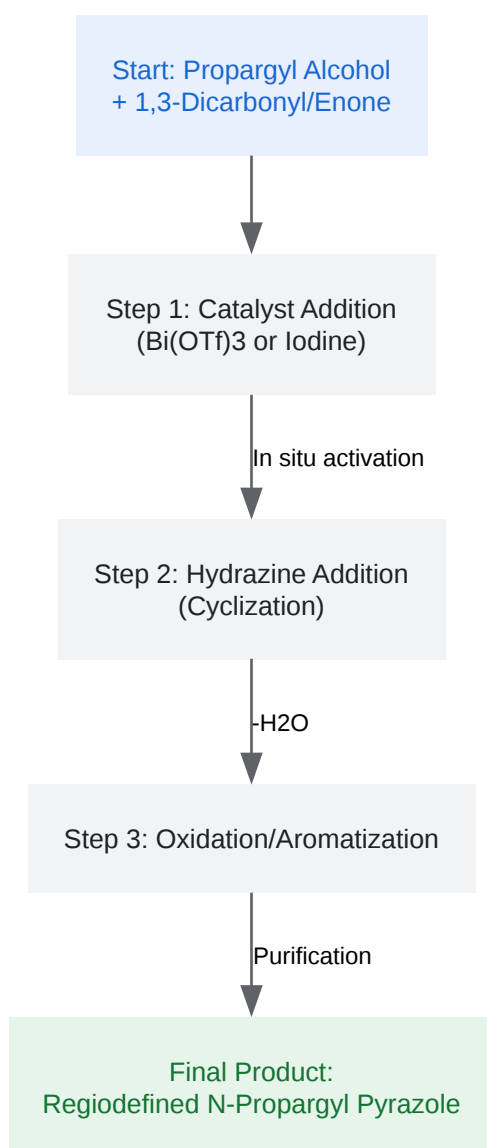 Start: Propargyl Alcohol
+ 1,3-Dicarbonyl/Enone
Step 1: Catalyst Addition
(Bi(OTf)3 or Iodine)
In situ activation
Step 2: Hydrazine Addition
(Cyclization)
-H2O
Step 3: Oxidation/Aromatization
Purification
Final Product:
Regiodefined N-Propargyl Pyrazole